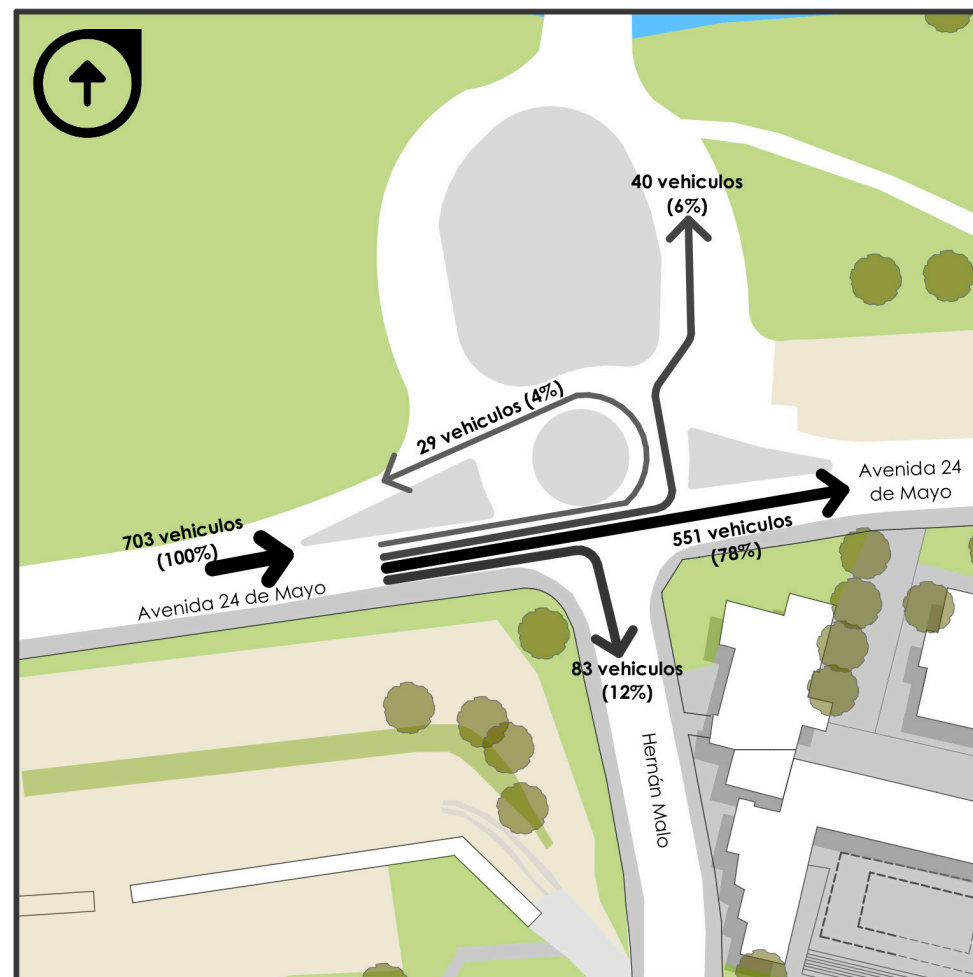 40 vehiculos
(6%)
29 vehiculos (4%)
Avenida 24
de Mayo
703 vehiculos
(100%)
551 vehiculos
(78%)
Avenida 24 de Mayo
83 vehiculos
(12%)
Hernán Malo